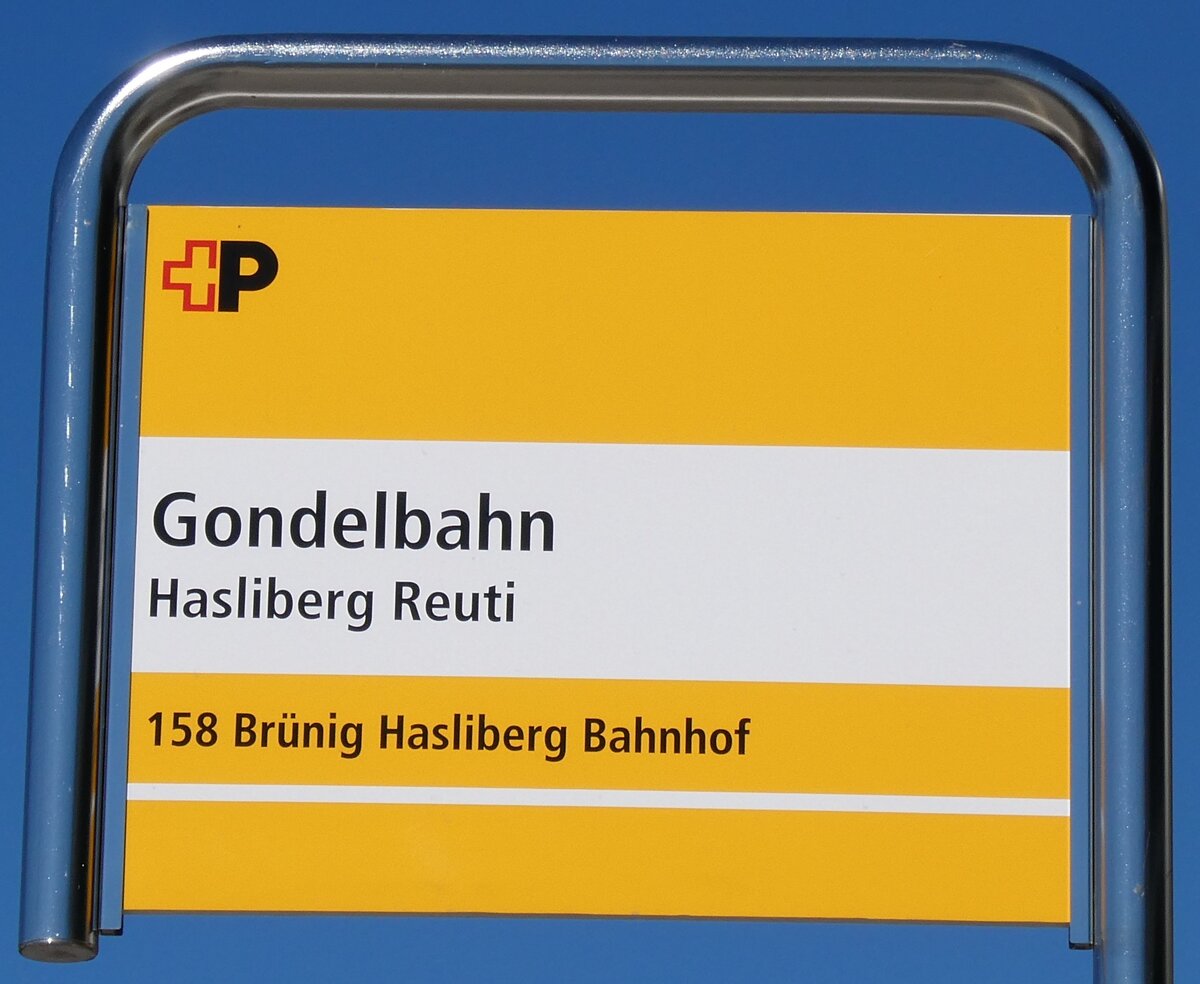 P
Gondelbahn
Hasliberg Reuti
158 Brünig Hasliberg Bahnhof